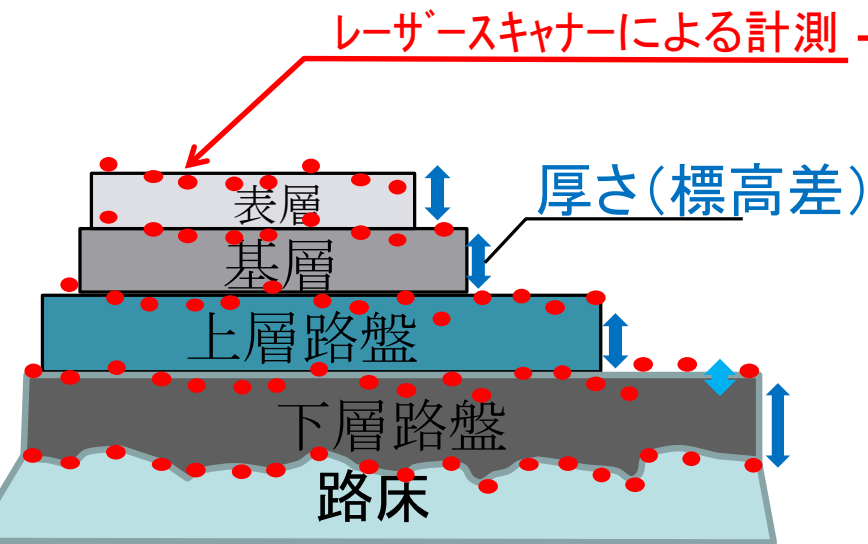 レーザースキャナーによる計測
厚さ(標高差)
表層
基層
上層路盤
下層路盤
路床